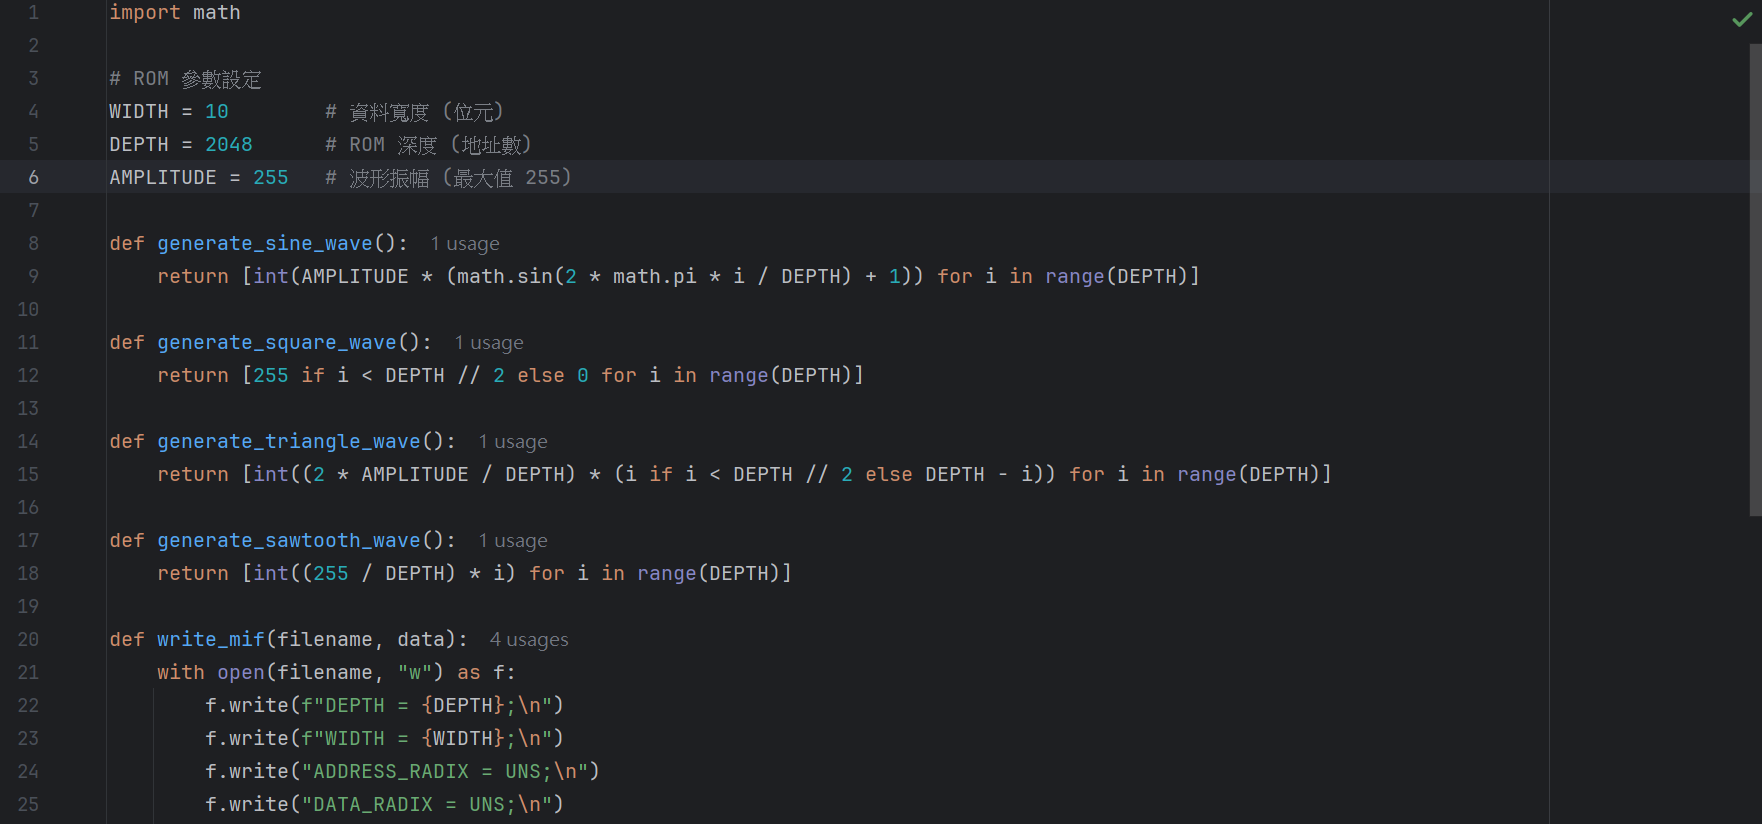 1 import math
2
3 # ROM 參數設定
4 WIDTH = 10        # 資料寬度 (位元)
5 DEPTH = 2048      # ROM 深度 (地址數)
6 AMPLITUDE = 255   # 波形振幅 (最大值 255)
7
8 def generate_sine_wave():  1 usage
9     return [int(AMPLITUDE * (math.sin(2 * math.pi * i / DEPTH) + 1)) for i in range(DEPTH)]
10
11 def generate_square_wave():  1 usage
12     return [255 if i < DEPTH // 2 else 0 for i in range(DEPTH)]
13
14 def generate_triangle_wave():  1 usage
15     return [int((2 * AMPLITUDE / DEPTH) * (i if i < DEPTH // 2 else DEPTH - i)) for i in range(DEPTH)]
16
17 def generate_sawtooth_wave():  1 usage
18     return [int((255 / DEPTH) * i) for i in range(DEPTH)]
19
20 def write_mif(filename, data):  4 usages
21     with open(filename, "w") as f:
22         f.write(f"DEPTH = {DEPTH};\n")
23         f.write(f"WIDTH = {WIDTH};\n")
24         f.write("ADDRESS_RADIX = UNS;\n")
25         f.write("DATA_RADIX = UNS;\n")